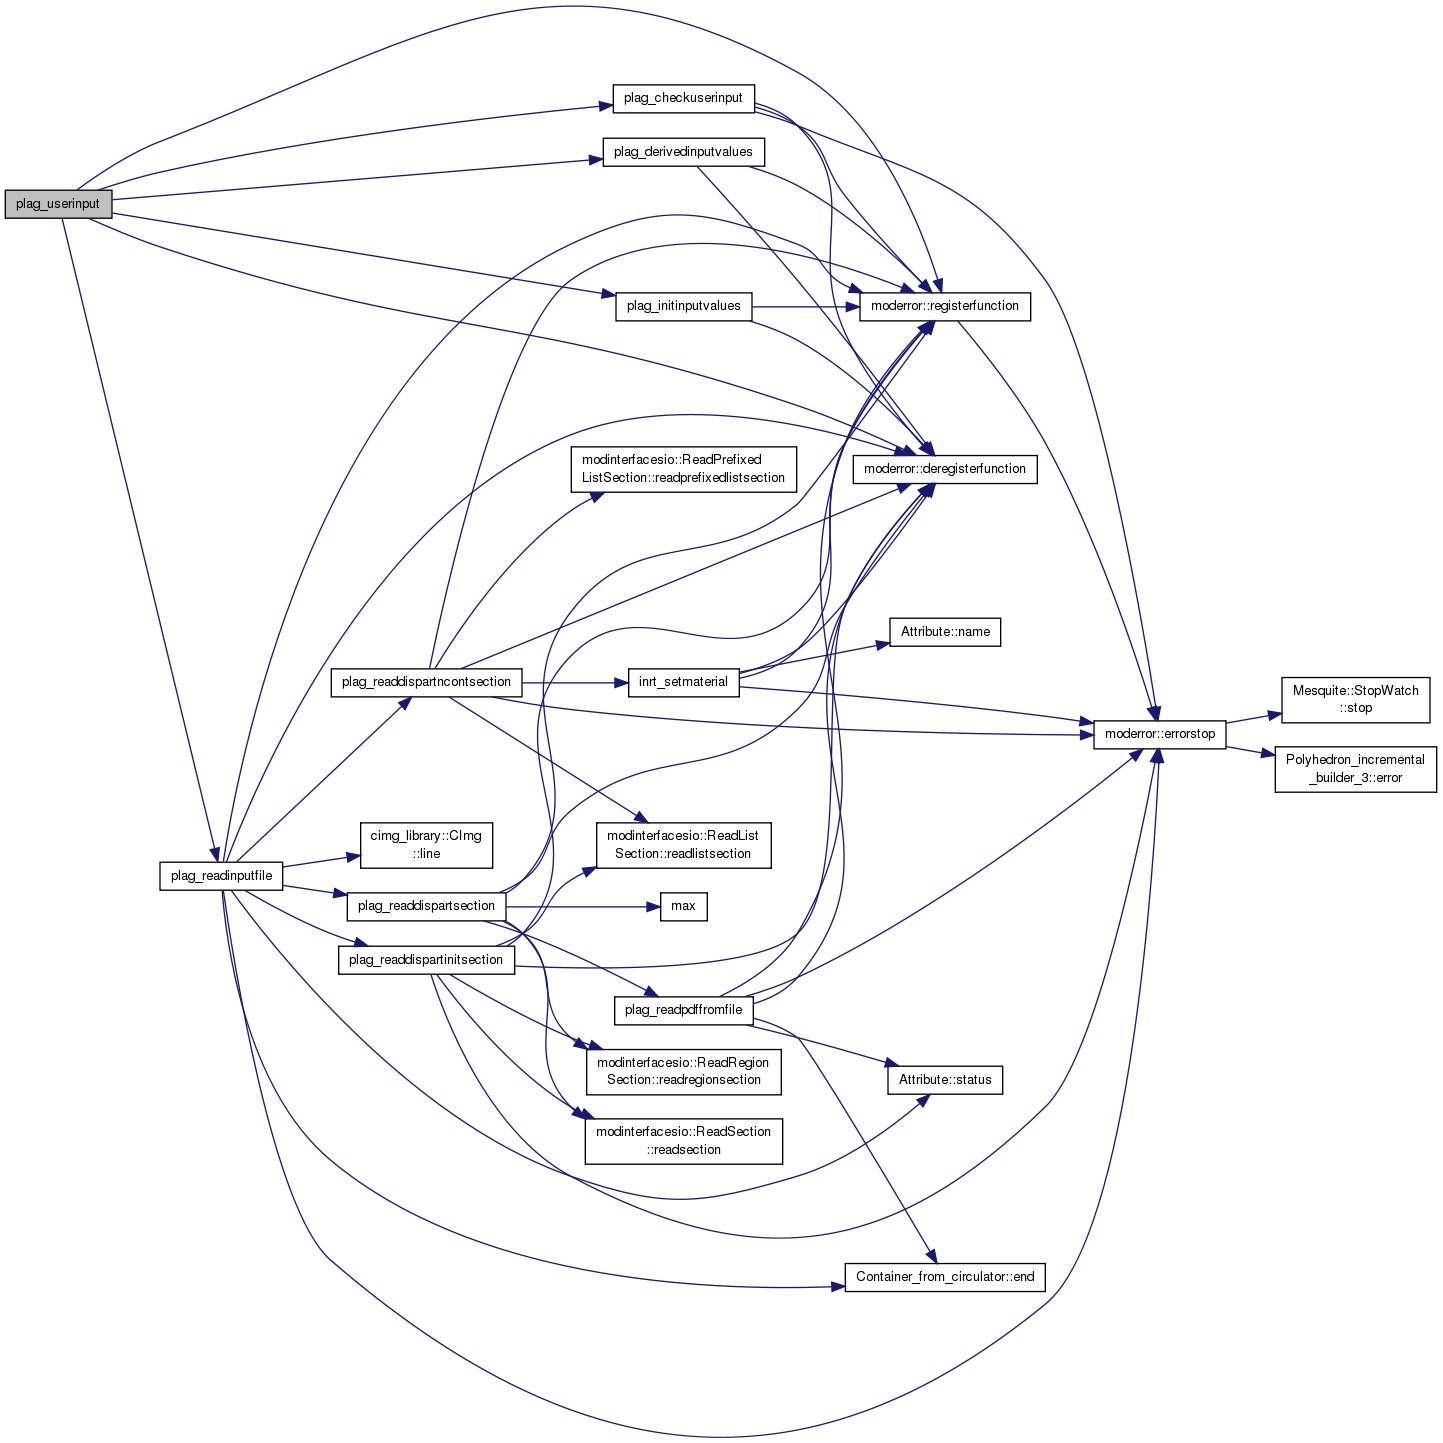 plag_checkuserinput
plag_derivedinputvalues
plag_userinput
plag_initinputvalues
moderror::registerfunction
modinterfacesio::ReadPrefixed
ListSection::readprefixedlistsection
moderror::deregisterfunction
Attribute::name
plag_readdispartncontsection
inrt_setmaterial
Mesquite::StopWatch
::stop
moderror::errorstop
Polyhedron_incremental
_builder_3::error
cimg_library::CImg
::line
modinterfacesio::ReadList
Section::readlistsection
plag_readinputfile
plag_readdispartsection
max
plag_readdispartinitsection
plag_readpdffromfile
modinterfacesio::ReadRegion
Section::readregionsection
Attribute::status
modinterfacesio::ReadSection
::readsection
Container_from_circulator::end